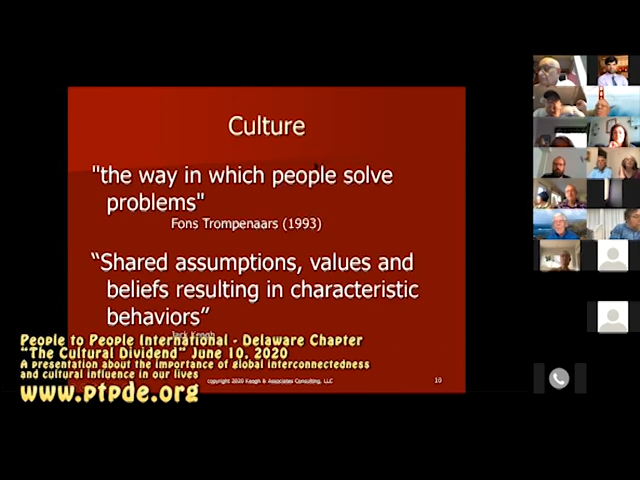 Culture
"the way in which people solve
problems"
Fons Trompenaars (1993)
“Shared assumptions, values and
beliefs resulting in characteristic
behaviors”
Jack Keogh
People to People International - Delaware Chapter
“The Cultural Dividend” June 10, 2020
A presentation about the importance of global interconnectedness
and cultural influence in our lives
copyright 2020 Keogh & Associates Consulting, LLC
10
www.ptpde.org